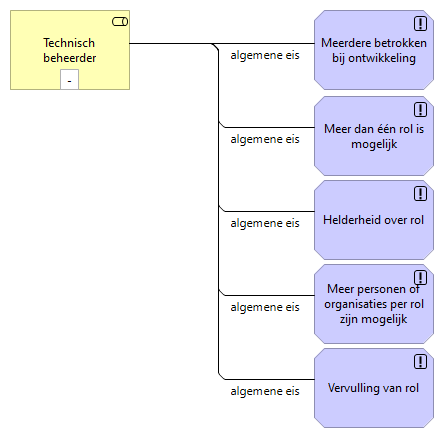 Technisch
beheerder
-
algemene eis
Meerdere betrokken
bij ontwikkeling
algemene eis
Meer dan één rol is
mogelijk
algemene eis
Helderheid over rol
algemene eis
Meer personen of
organisaties per rol
zijn mogelijk
algemene eis
Vervulling van rol